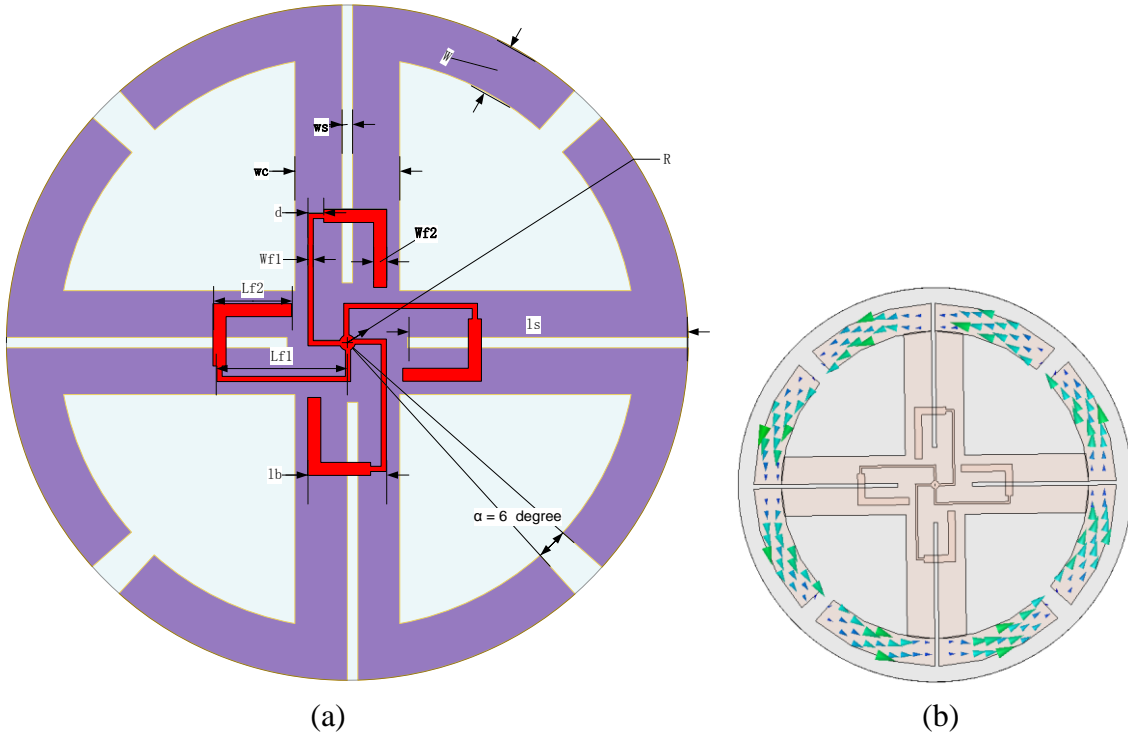 W
ws
R
wc
d
Wf2
Wf1
Lf2
ls
Lf1
lb
α = 6 degree
(a)
(b)